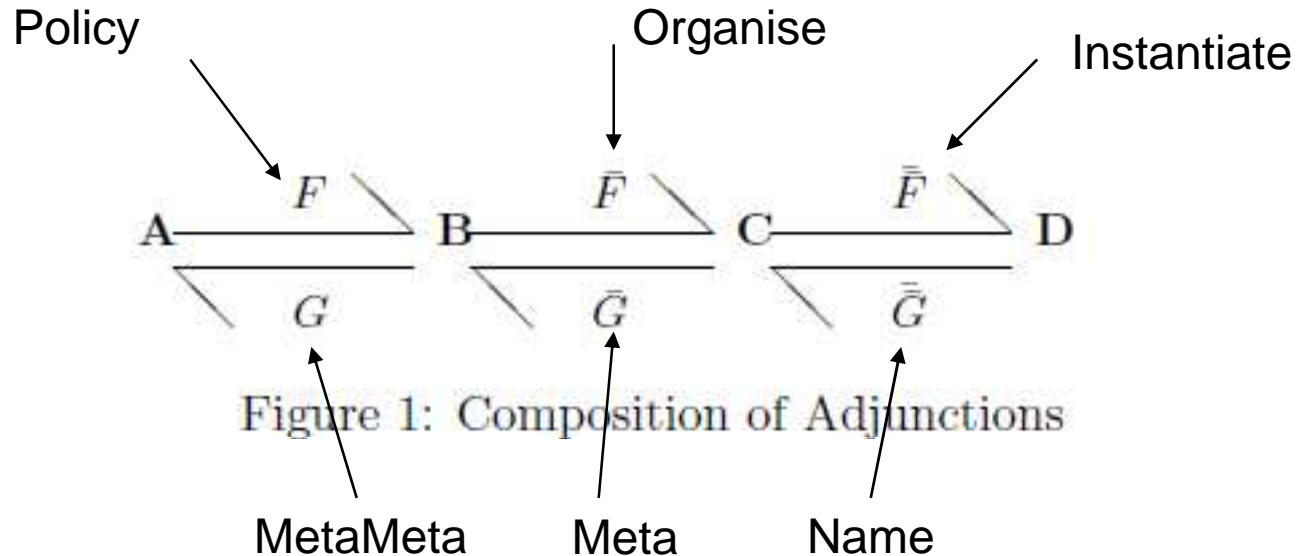 Policy Organise Instantiate
F F̄ F̿
A B C D
G Ḡ G̿
Figure 1: Composition of Adjunctions
MetaMeta Meta Name